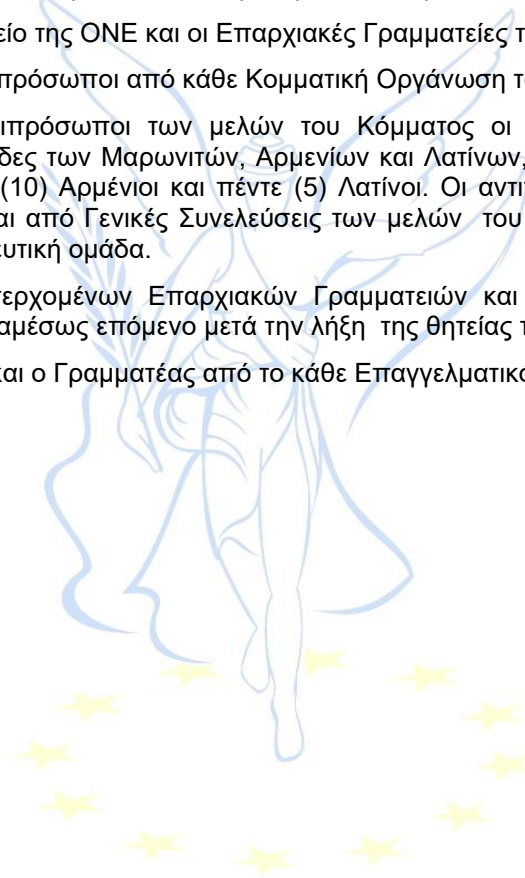 είο της ΟΝΕ και οι Επαρχιακές Γραμματείες τ
πρόσωποι από κάθε Κομματική Οργάνωση το
ιπρόσωποι των μελών του Κόμματος οι
δες των Μαρωνιτών, Αρμενίων και Λατίνων,
(10) Αρμένιοι και πέντε (5) Λατίνοι. Οι αντι
αι από Γενικές Συνελεύσεις των μελών του
ευτική ομάδα.
τερχομένων Επαρχιακών Γραμματειών και
αμέσως επόμενο μετά την λήξη της θητείας τ
και ο Γραμματέας από το κάθε Επαγγελματικό